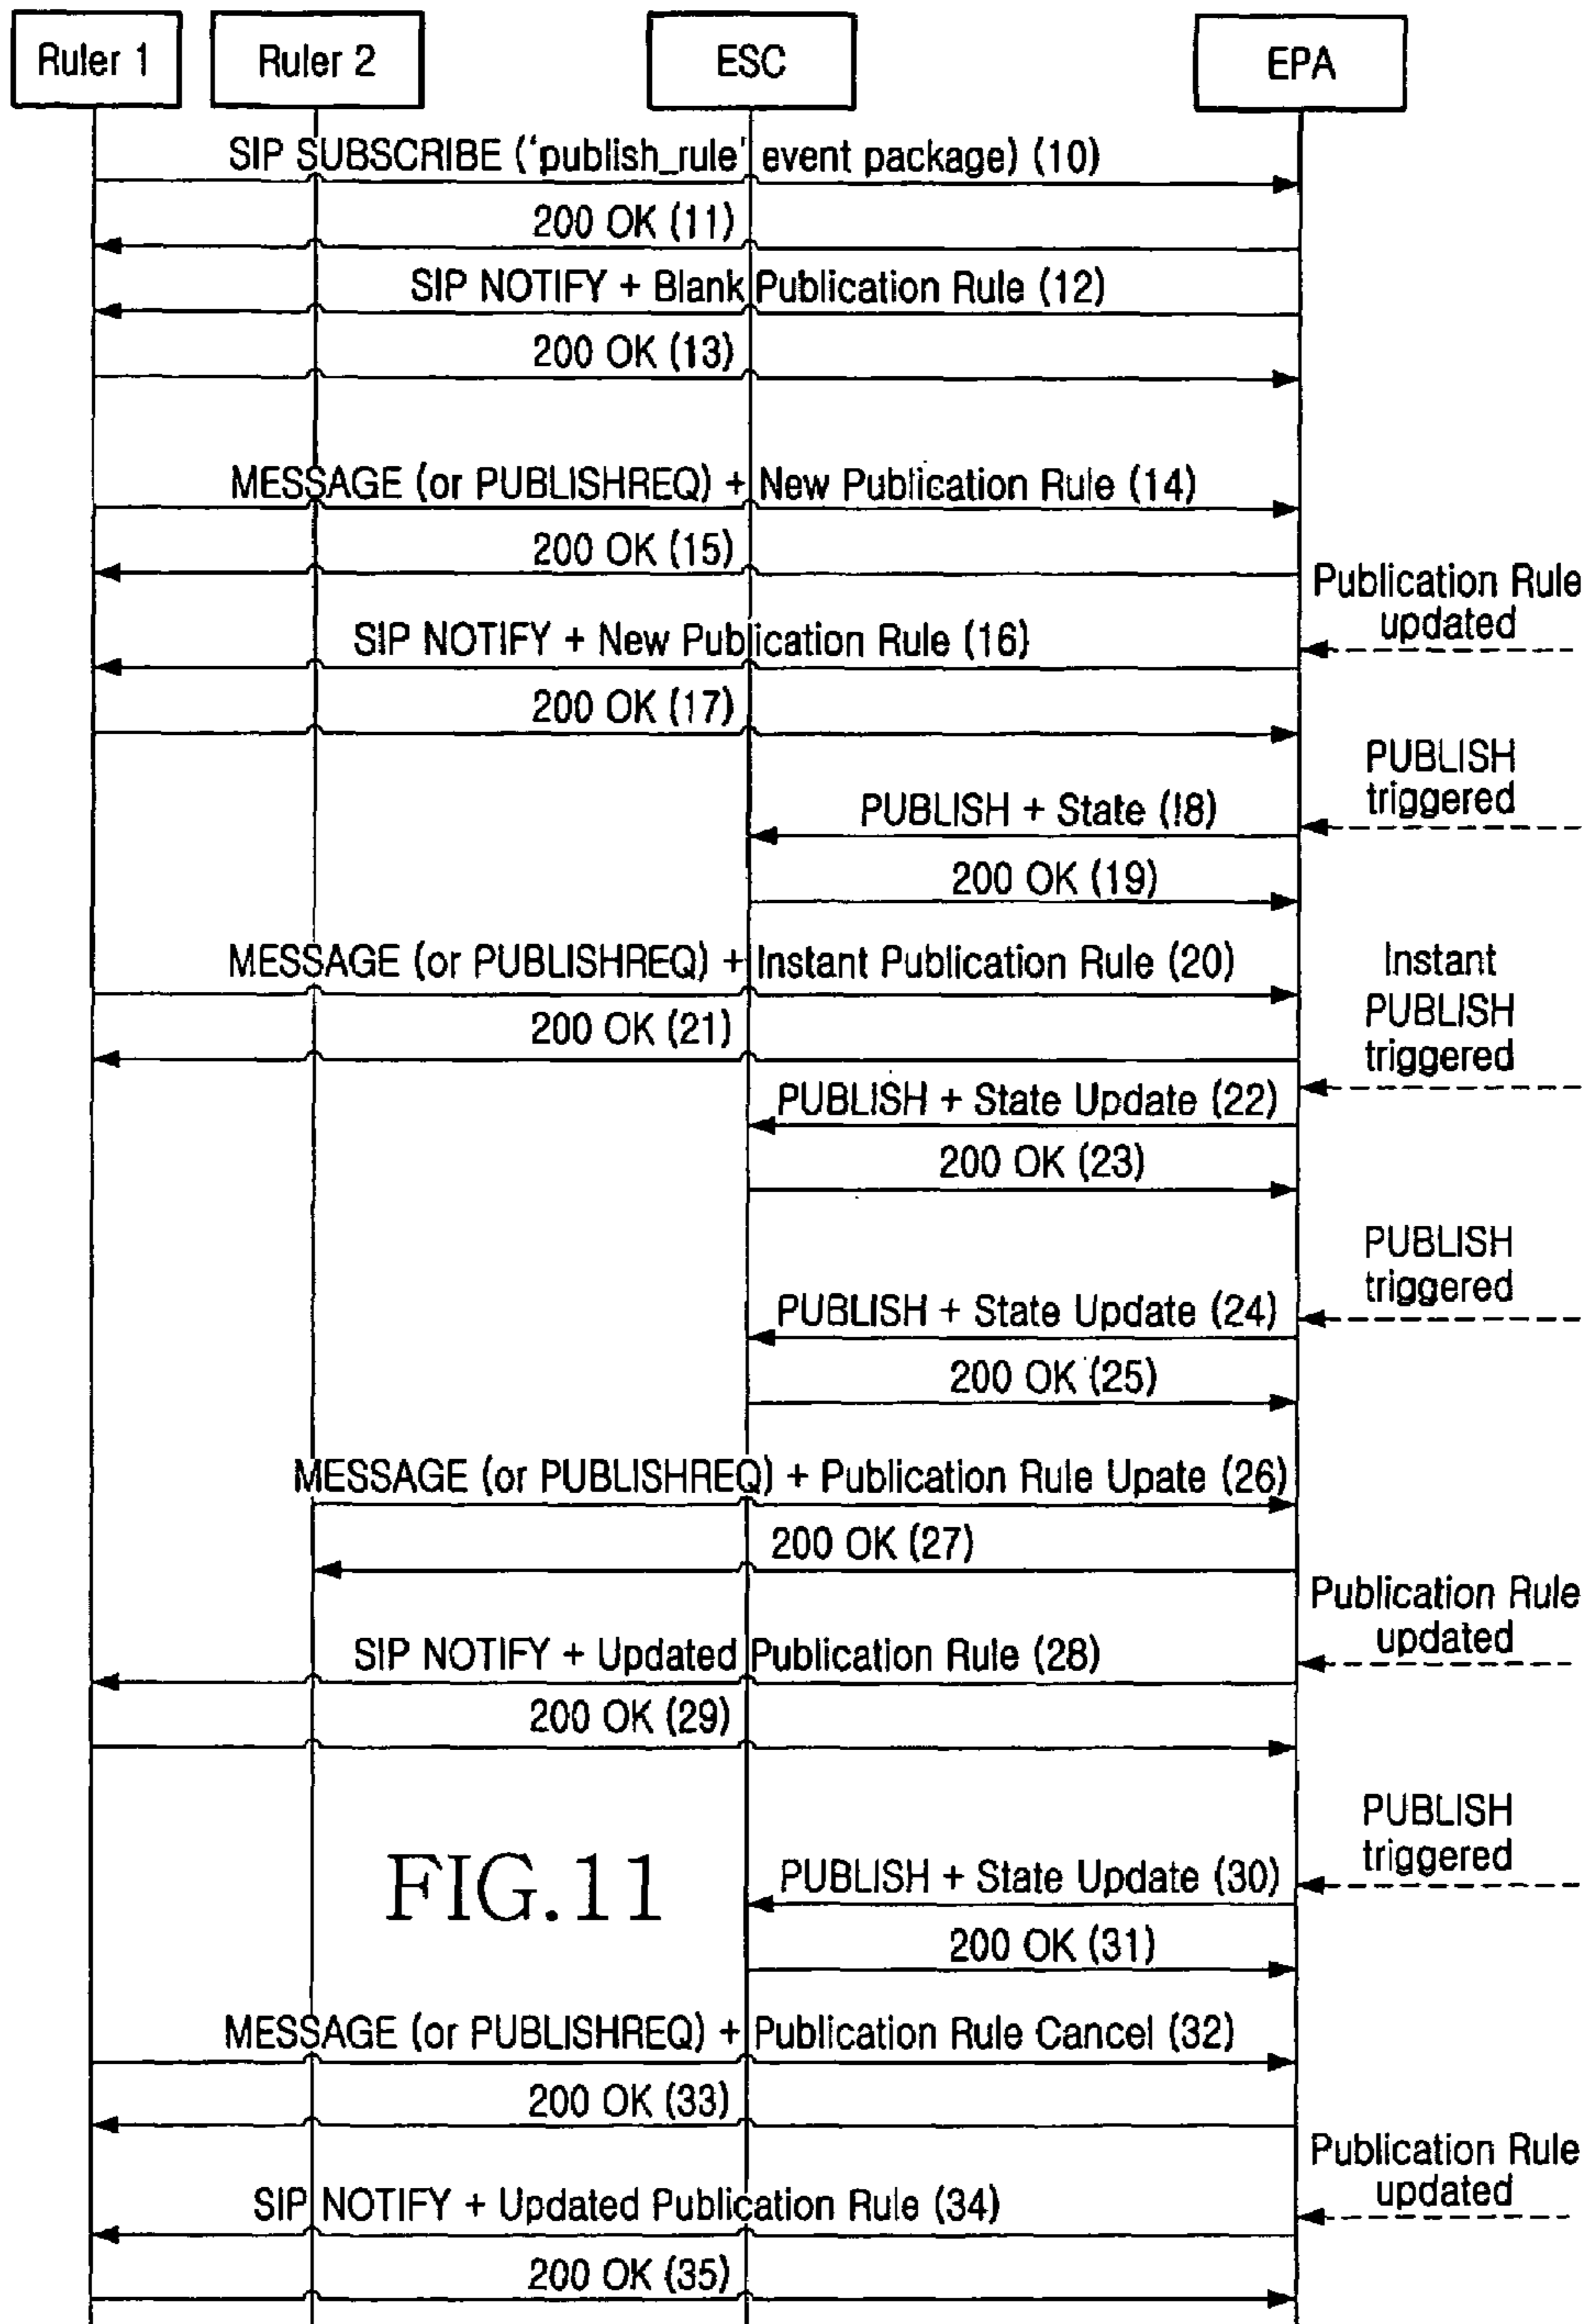 Ruler 1
Ruler 2
ESC
EPA
SIP SUBSCRIBE ('publish_rule' event package) (10)
200 OK (11)
SIP NOTIFY + Blank Publication Rule (12)
200 OK (13)
MESSAGE (or PUBLISHREQ) + New Publication Rule (14)
200 OK (15)
Publication Rule
updated
SIP NOTIFY + New Publication Rule (16)
200 OK (17)
PUBLISH
triggered
PUBLISH + State (!8)
200 OK (19)
MESSAGE (or PUBLISHREQ) + Instant Publication Rule (20)
Instant
PUBLISH
triggered
200 OK (21)
PUBLISH + State Update (22)
200 OK (23)
PUBLISH
triggered
PUBLISH + State Update (24)
200 OK (25)
MESSAGE (or PUBLISHREQ) + Publication Rule Upate (26)
200 OK (27)
Publication Rule
updated
SIP NOTIFY + Updated Publication Rule (28)
200 OK (29)
PUBLISH
triggered
FIG.11
PUBLISH + State Update (30)
200 OK (31)
MESSAGE (or PUBLISHREQ) + Publication Rule Cancel (32)
200 OK (33)
Publication Rule
updated
SIP NOTIFY + Updated Publication Rule (34)
200 OK (35)